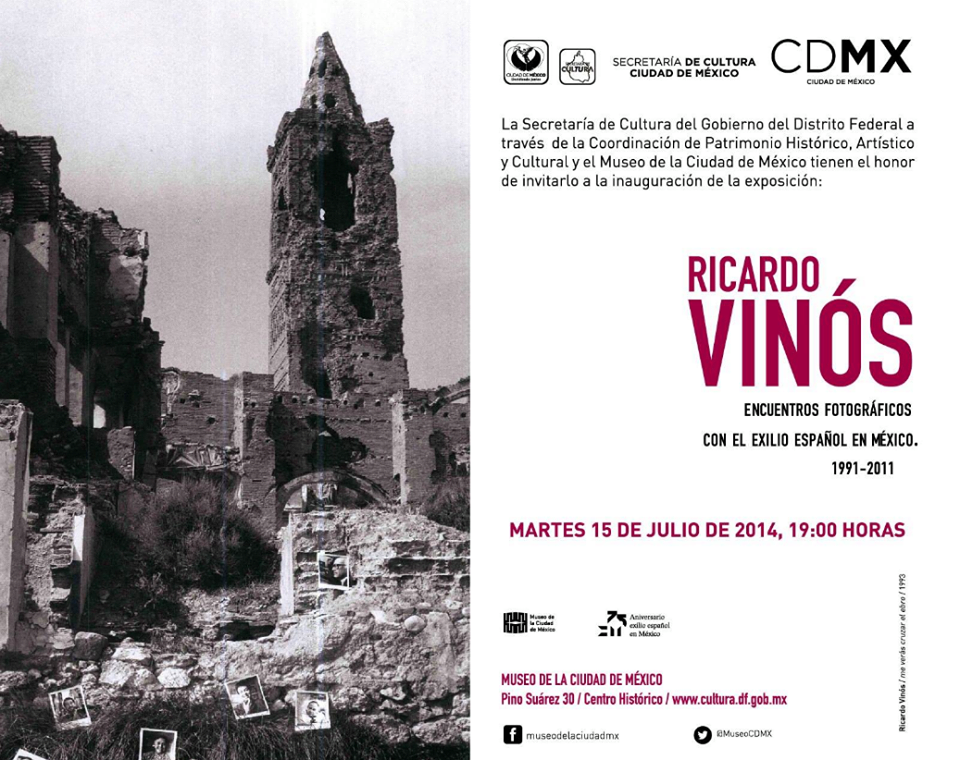 CIUDAD DE MÉXICO
CULTURA
SECRETARÍA DE CULTURA
CIUDAD DE MÉXICO
CDMX
CIUDAD DE MÉXICO
La Secretaría de Cultura del Gobierno del Distrito Federal a
través de la Coordinación de Patrimonio Histórico, Artístico
y Cultural y el Museo de la Ciudad de México tienen el honor
de invitarlo a la inauguración de la exposición:
RICARDO
VINÓS
ENCUENTROS FOTOGRÁFICOS
CON EL EXILIO ESPAÑOL EN MÉXICO.
1991-2011
MARTES 15 DE JULIO DE 2014, 19:00 HORAS
Museo de
la Ciudad
de México
75
Aniversario
exilio español
en México
Ricardo Vinós / me verás cruzar el ebro / 1993
MUSEO DE LA CIUDAD DE MÉXICO
Pino Suárez 30 / Centro Histórico / www.cultura.df.gob.mx
museodelaciudadmx
@MuseoCDMX